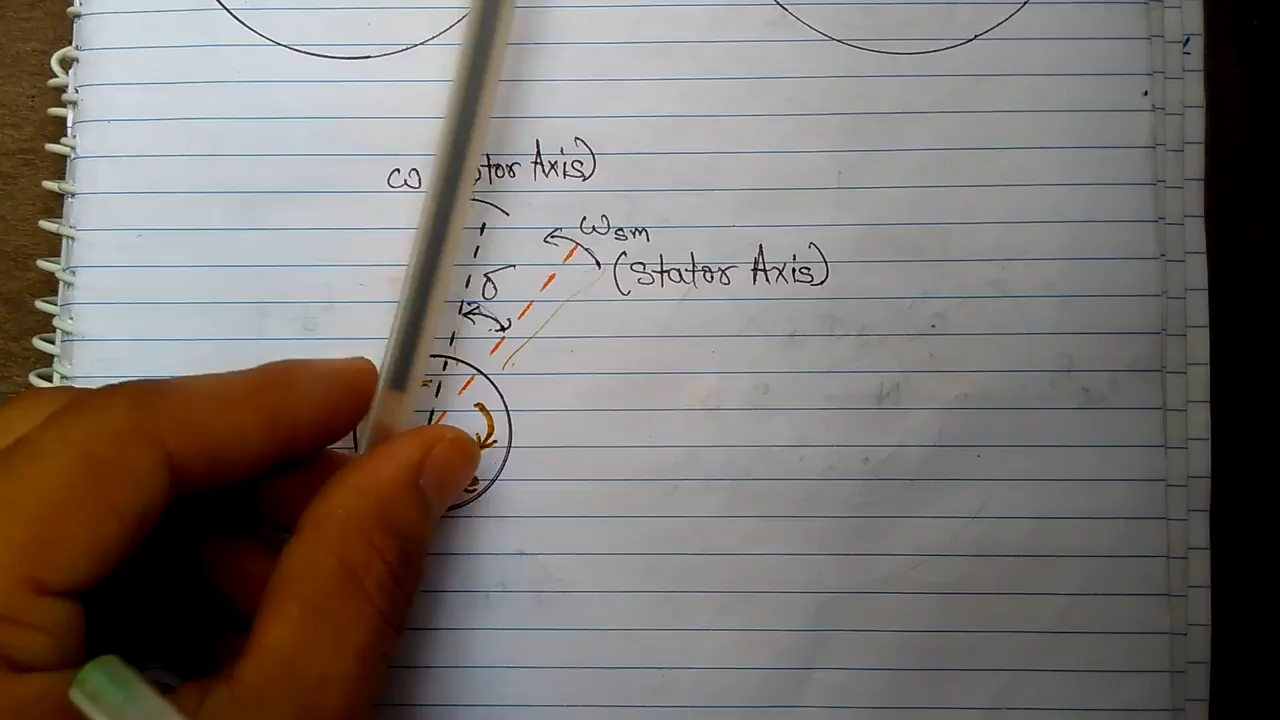 ω tor Axis)
ωsm
(Stator Axis)
δ